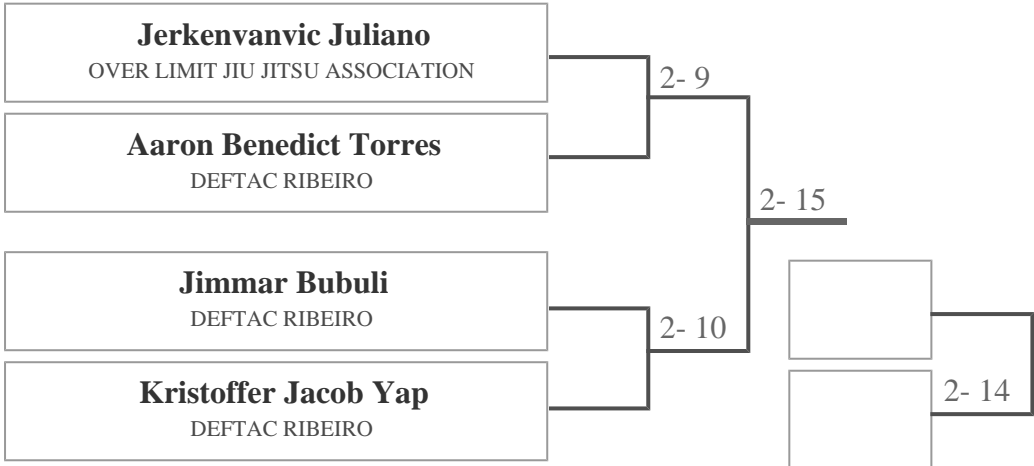 Jerkenvanvic Juliano
OVER LIMIT JIU JITSU ASSOCIATION
2- 9
Aaron Benedict Torres
DEFTAC RIBEIRO
2- 15
Jimmar Bubuli
DEFTAC RIBEIRO
2- 10
Kristoffer Jacob Yap
DEFTAC RIBEIRO
2- 14